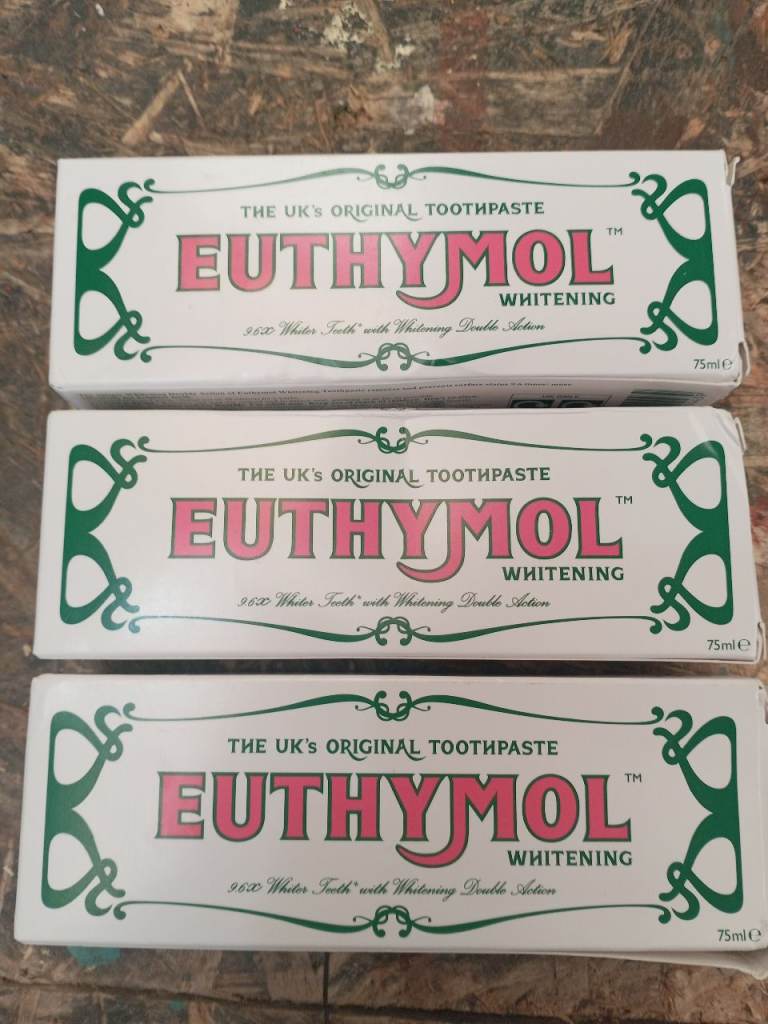 THE UK's ORIGINAL TOOTHPASTE
EUTHYMOL™
WHITENING
9.6X Whiter Teeth* with Whitening Double Action
75ml ℮
THE UK's ORIGINAL TOOTHPASTE
EUTHYMOL™
WHITENING
9.6X Whiter Teeth* with Whitening Double Action
75ml ℮
THE UK's ORIGINAL TOOTHPASTE
EUTHYMOL™
WHITENING
9.6X Whiter Teeth* with Whitening Double Action
75ml ℮